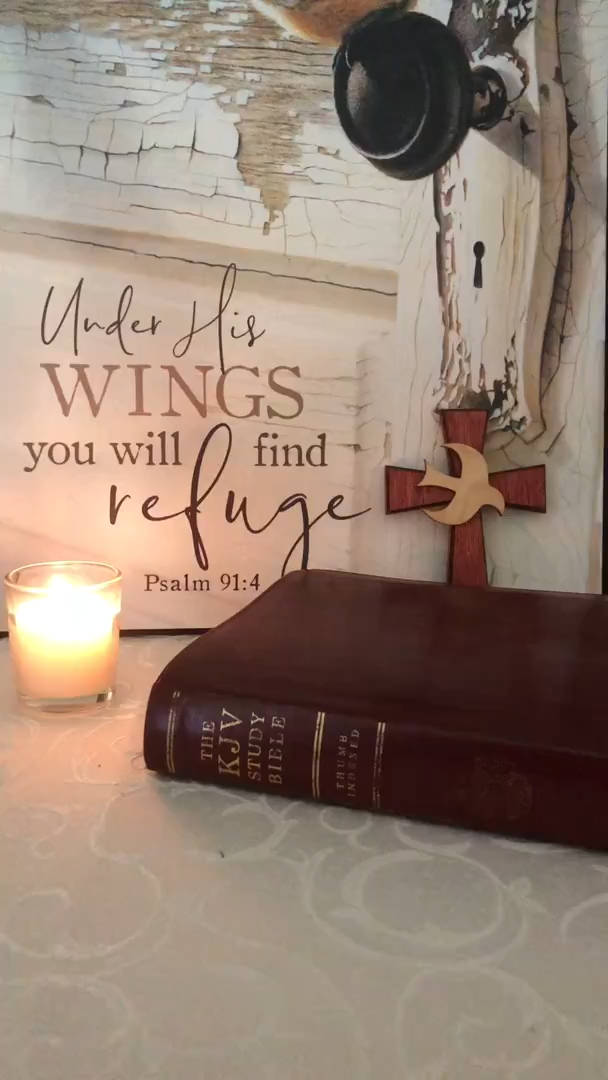 Under His
WINGS
you will find
refuge
Psalm 91:4
THE
KJV
STUDY
BIBLE
THUMB
INDEXED